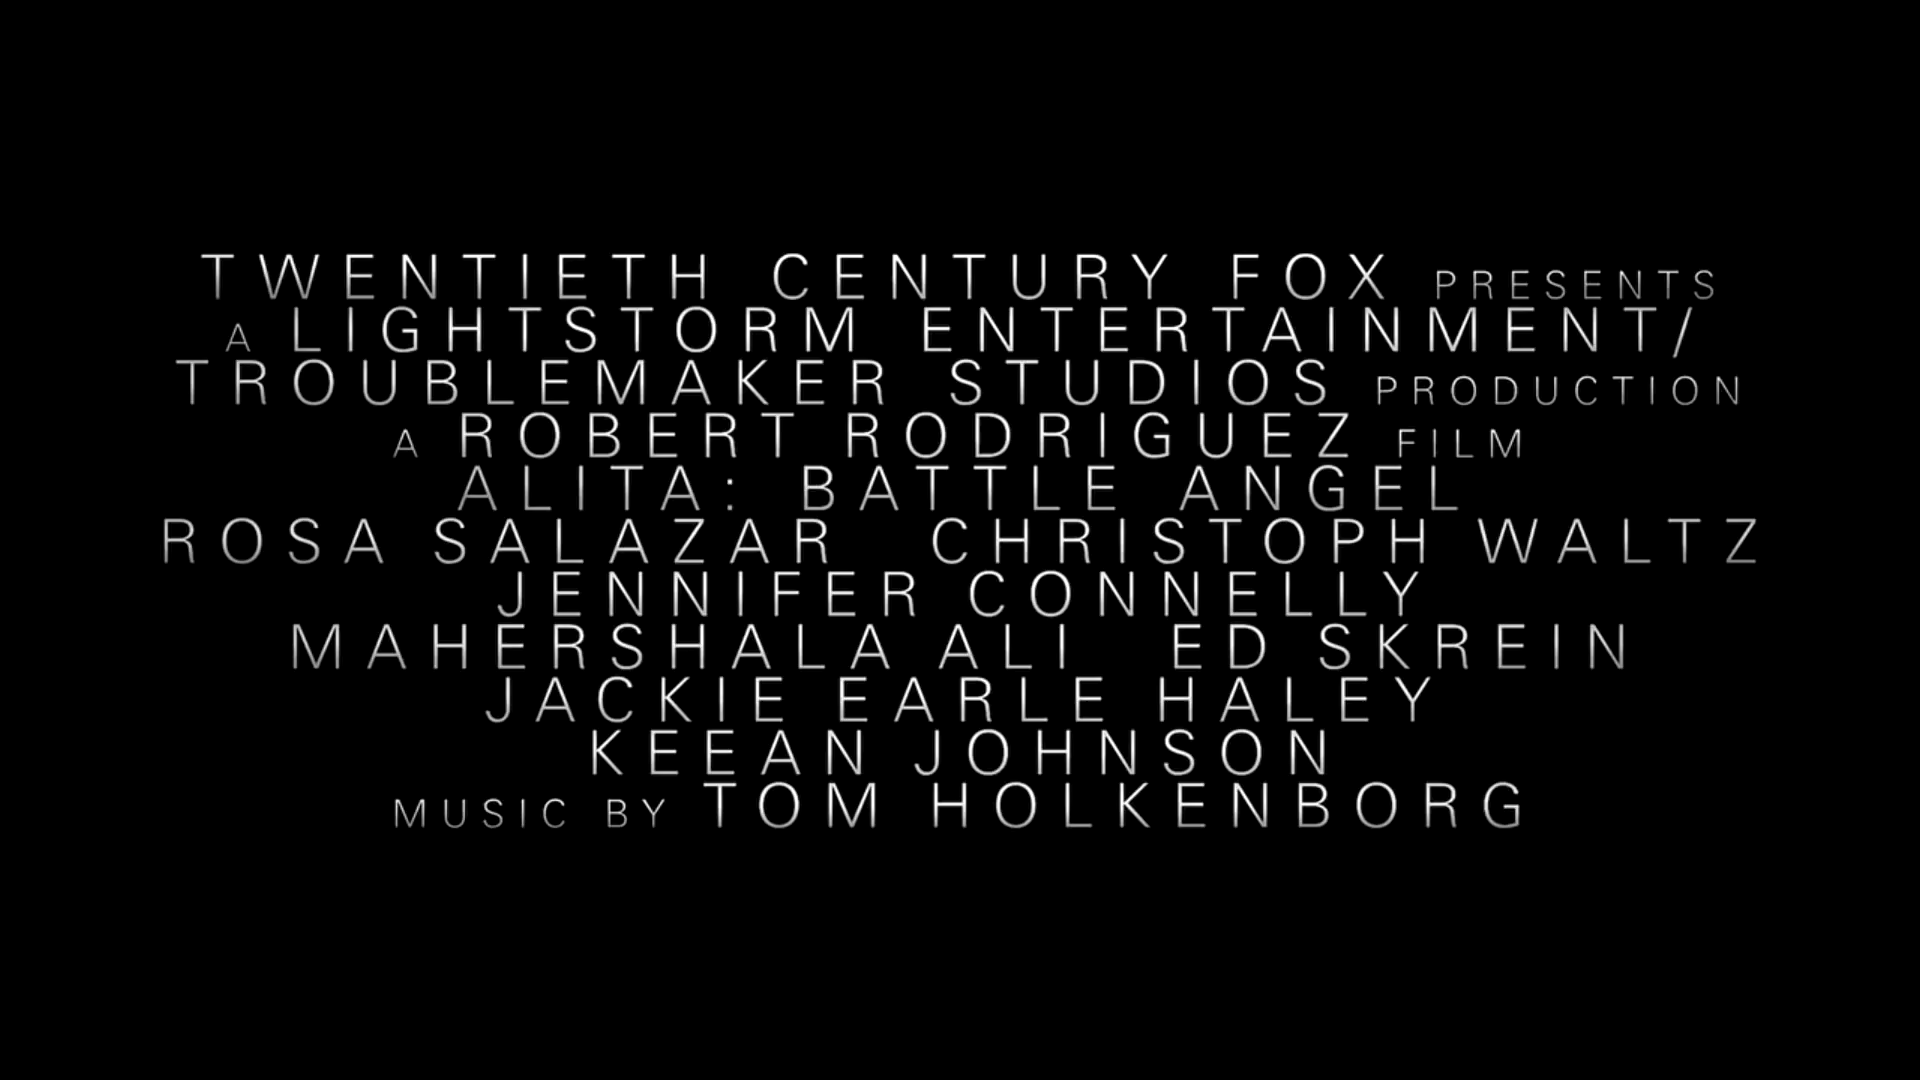 TWENTIETH CENTURY FOX PRESENTS
A LIGHTSTORM ENTERTAINMENT/
TROUBLEMAKER STUDIOS PRODUCTION
A ROBERT RODRIGUEZ FILM
ALITA: BATTLE ANGEL
ROSA SALAZAR CHRISTOPH WALTZ
JENNIFER CONNELLY
MAHERSHALA ALI ED SKREIN
JACKIE EARLE HALEY
KEEAN JOHNSON
MUSIC BY TOM HOLKENBORG